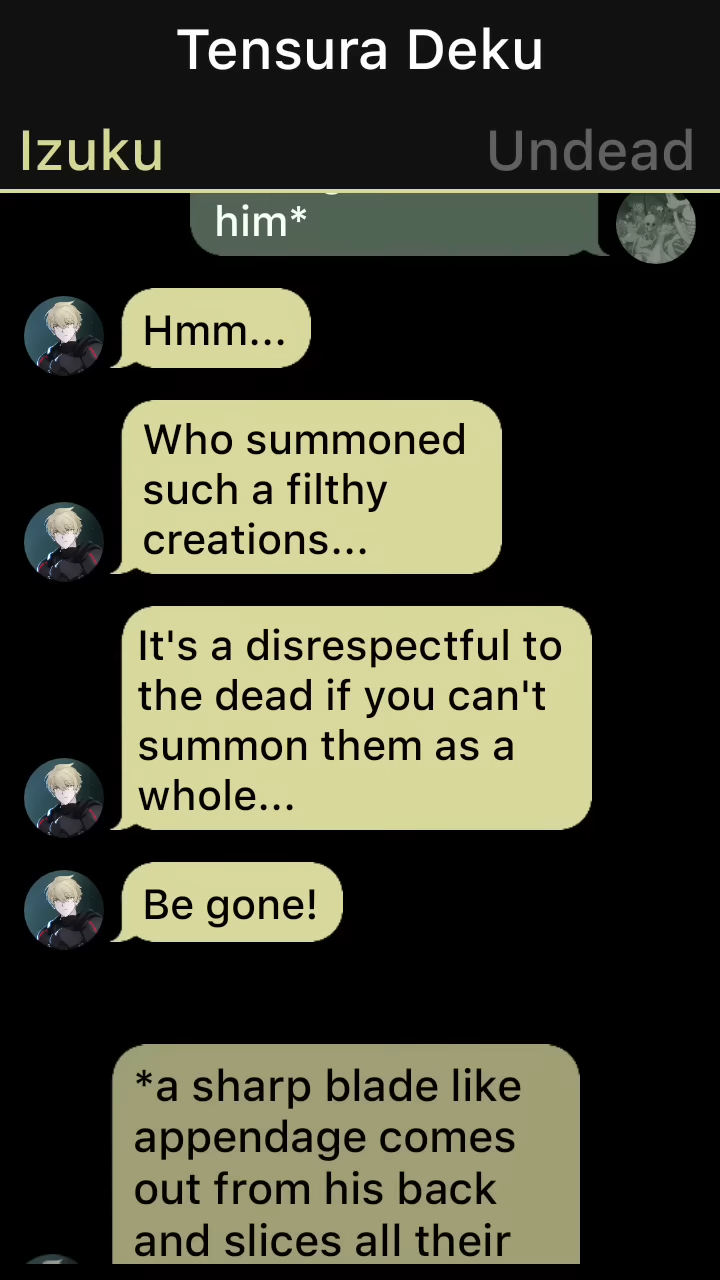 Tensura Deku
Izuku
Undead
him*
Hmm...
Who summoned
such a filthy
creations...
It's a disrespectful to
the dead if you can't
summon them as a
whole...
Be gone!
*a sharp blade like
appendage comes
out from his back
and slices all their